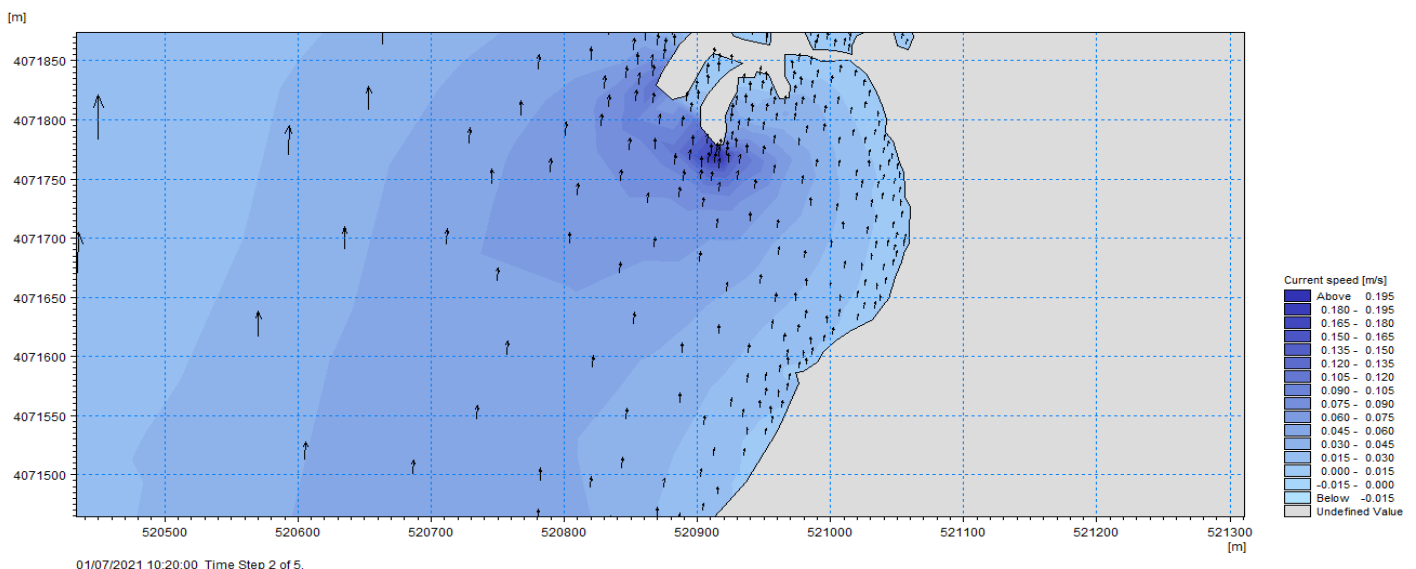 [m]
4071850
4071800
4071750
4071700
4071650
4071600
4071550
4071500
520500 520600 520700 520800 520900 521000 521100 521200 521300
[m]
01/07/2021 10:20:00 Time Step 2 of 5.
Current speed [m/s]
Above 0.195
0.180 - 0.195
0.165 - 0.180
0.150 - 0.165
0.135 - 0.150
0.120 - 0.135
0.105 - 0.120
0.090 - 0.105
0.075 - 0.090
0.060 - 0.075
0.045 - 0.060
0.030 - 0.045
0.015 - 0.030
0.000 - 0.015
-0.015 - 0.000
Below -0.015
Undefined Value